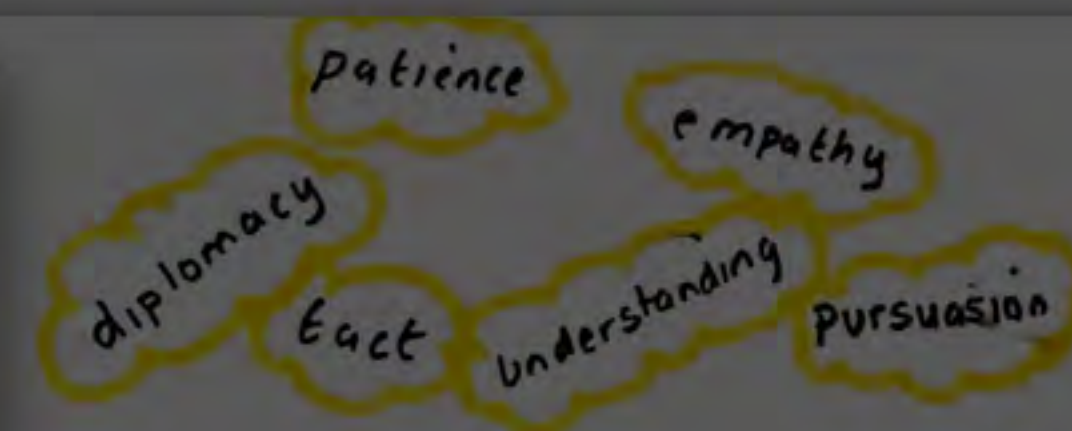 patience
empathy
diplomacy
tact
understanding
pursuasion